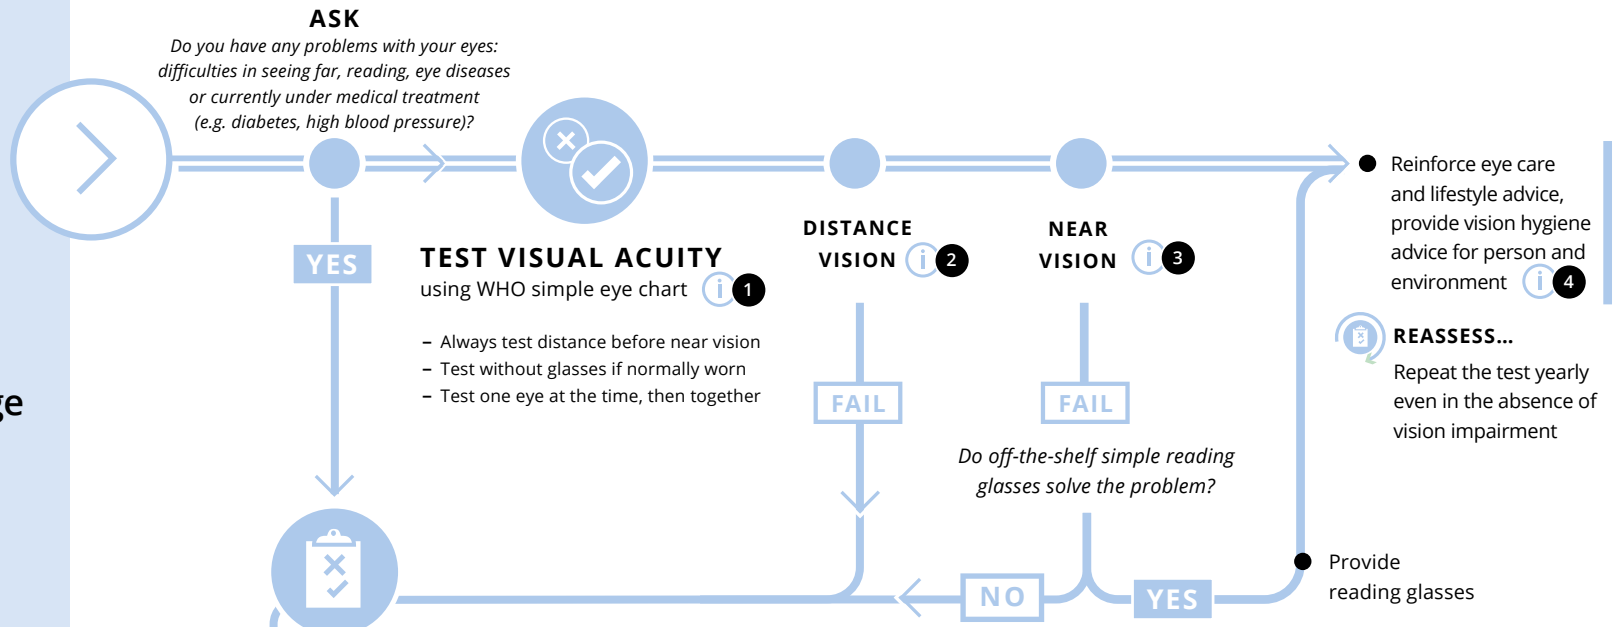 ASK
Do you have any problems with your eyes:
difficulties in seeing far, reading, eye diseases
or currently under medical treatment
(e.g. diabetes, high blood pressure)?
YES
TEST VISUAL ACUITY
using WHO simple eye chart i 1
– Always test distance before near vision
– Test without glasses if normally worn
– Test one eye at the time, then together
DISTANCE
VISION i 2
FAIL
NEAR
VISION i 3
FAIL
Do off-the-shelf simple reading
glasses solve the problem?
NO
YES
Provide
reading glasses
Reinforce eye care
and lifestyle advice,
provide vision hygiene
advice for person and
environment i 4
REASSESS...
Repeat the test yearly
even in the absence of
vision impairment